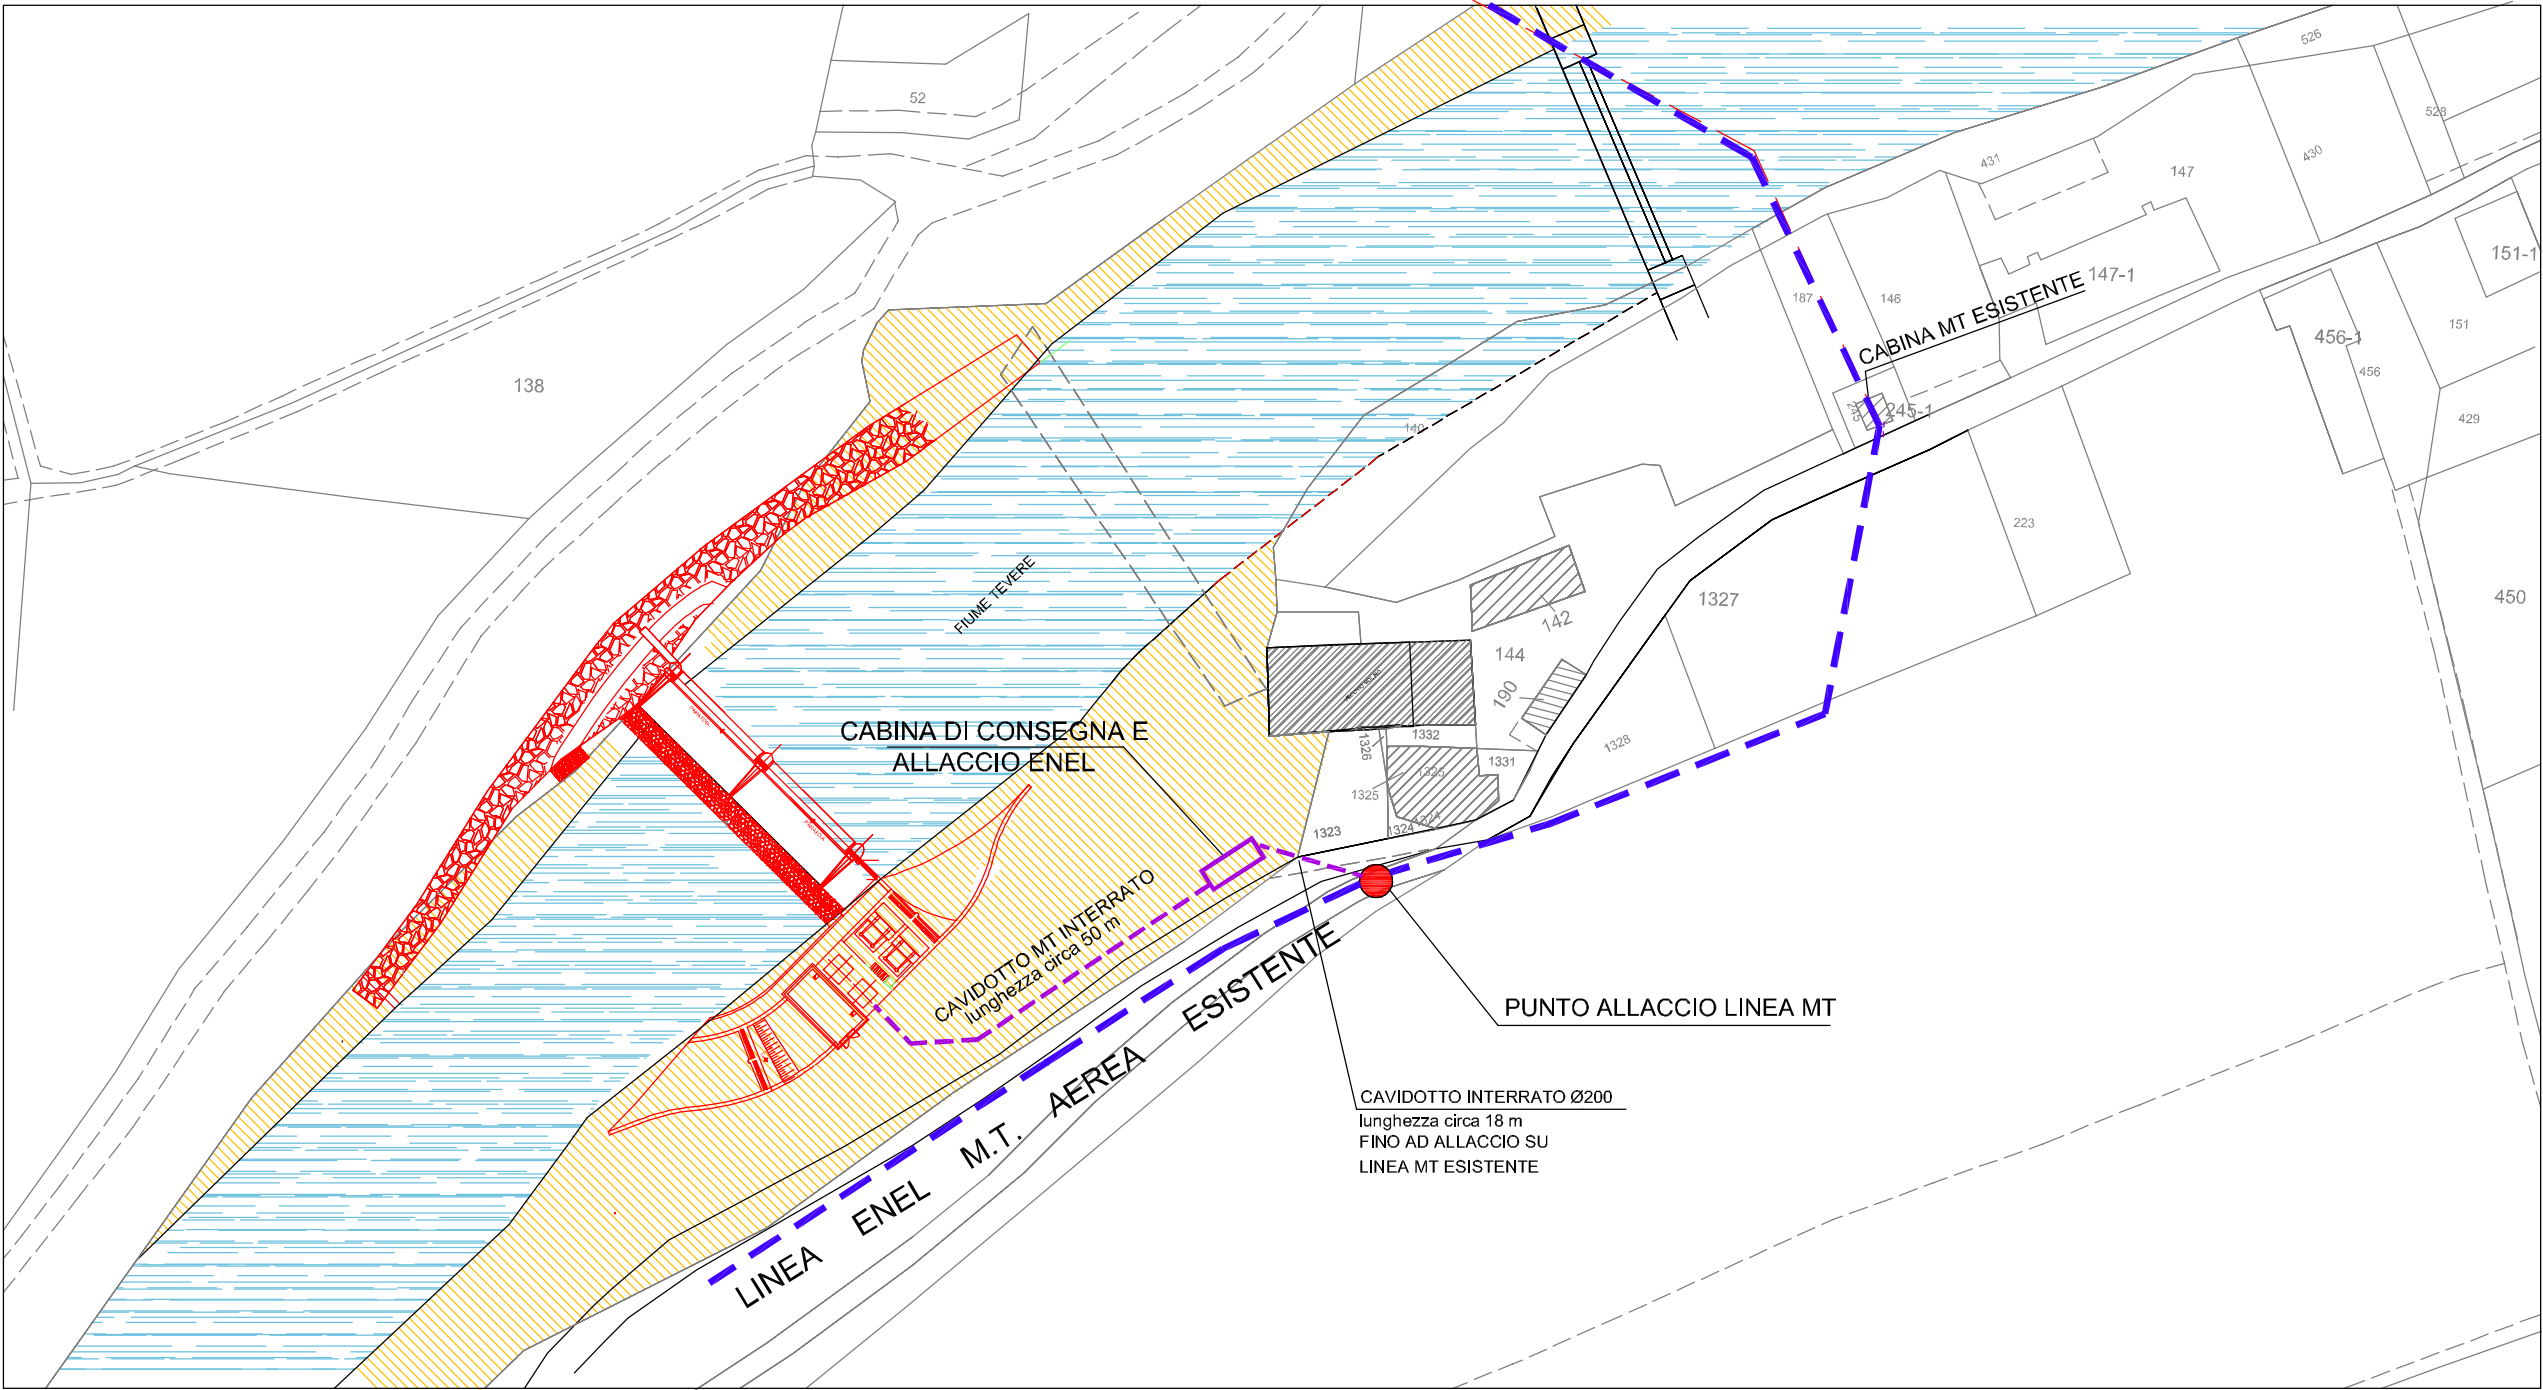 52
526
528
431
147
430
138
187
146
147-1
151-1
CABINA MT ESISTENTE
151
456-1
456
429
245
245-1
140
223
FIUME TEVERE
1327
450
142
144
190
CABINA DI CONSEGNA E
ALLACCIO ENEL
1326
1332
1328
1331
1325
1325
1323
1324
1324
CAVIDOTTO MT INTERRATO
lunghezza circa 50 m
PUNTO ALLACCIO LINEA MT
CAVIDOTTO INTERRATO Ø200
lunghezza circa 18 m
FINO AD ALLACCIO SU
LINEA MT ESISTENTE
LINEA ENEL M.T. AEREA ESISTENTE